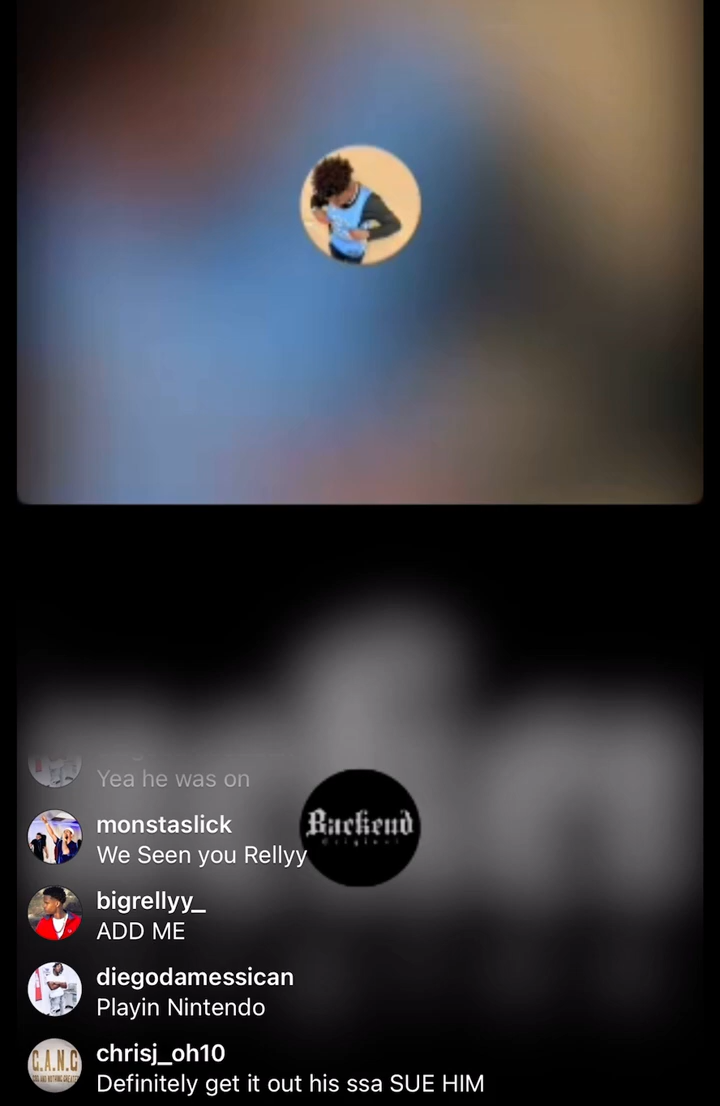 Yea he was on
Backend
Original
monstaslick
We Seen you Rellyy
bigrellyy_
ADD ME
diegodamessican
Playin Nintendo
chrisj_oh10
G.A.N.G
Definitely get it out his ssa SUE HIM